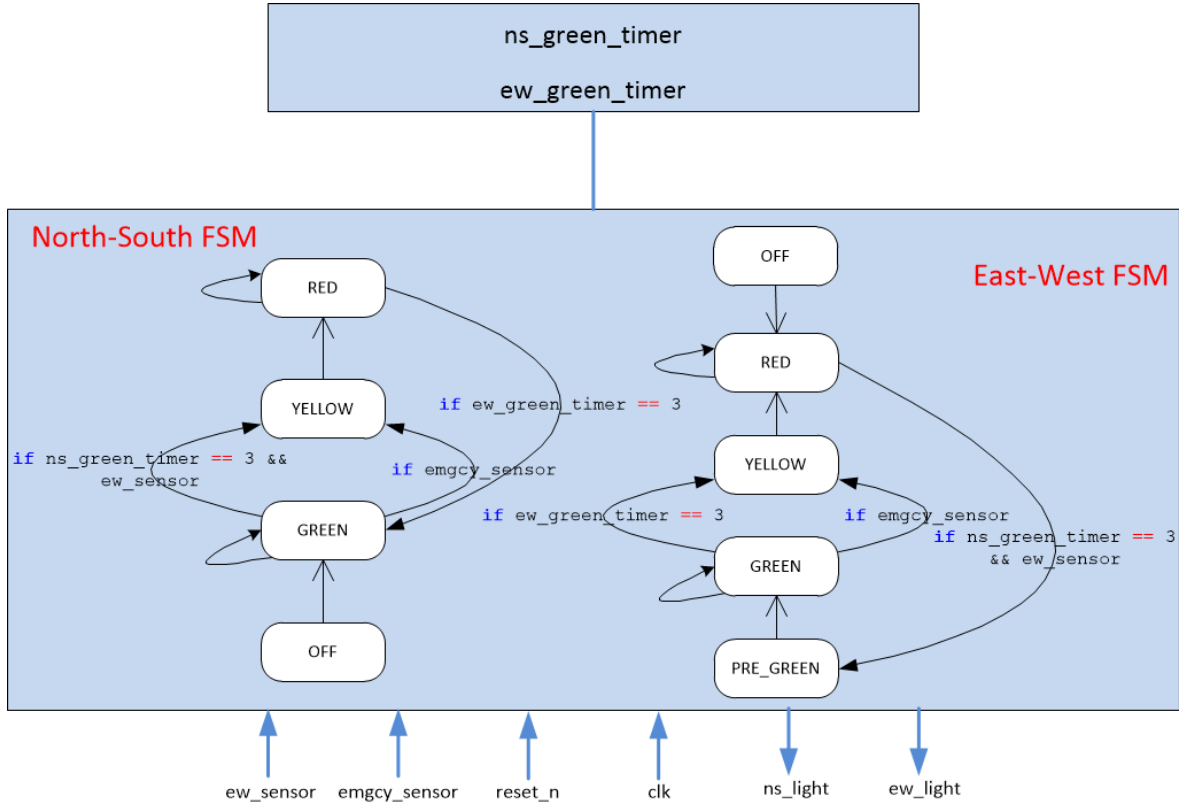 ns_green_timer
ew_green_timer
North-South FSM
RED
YELLOW
if ew_green_timer == 3
if ns_green_timer == 3 &&
ew_sensor
if emgcy_sensor
GREEN
OFF
East-West FSM
OFF
RED
YELLOW
if ew_green_timer == 3
if emgcy_sensor
if ns_green_timer == 3
&& ew_sensor
GREEN
PRE_GREEN
ew_sensor
emgcy_sensor
reset_n
clk
ns_light
ew_light